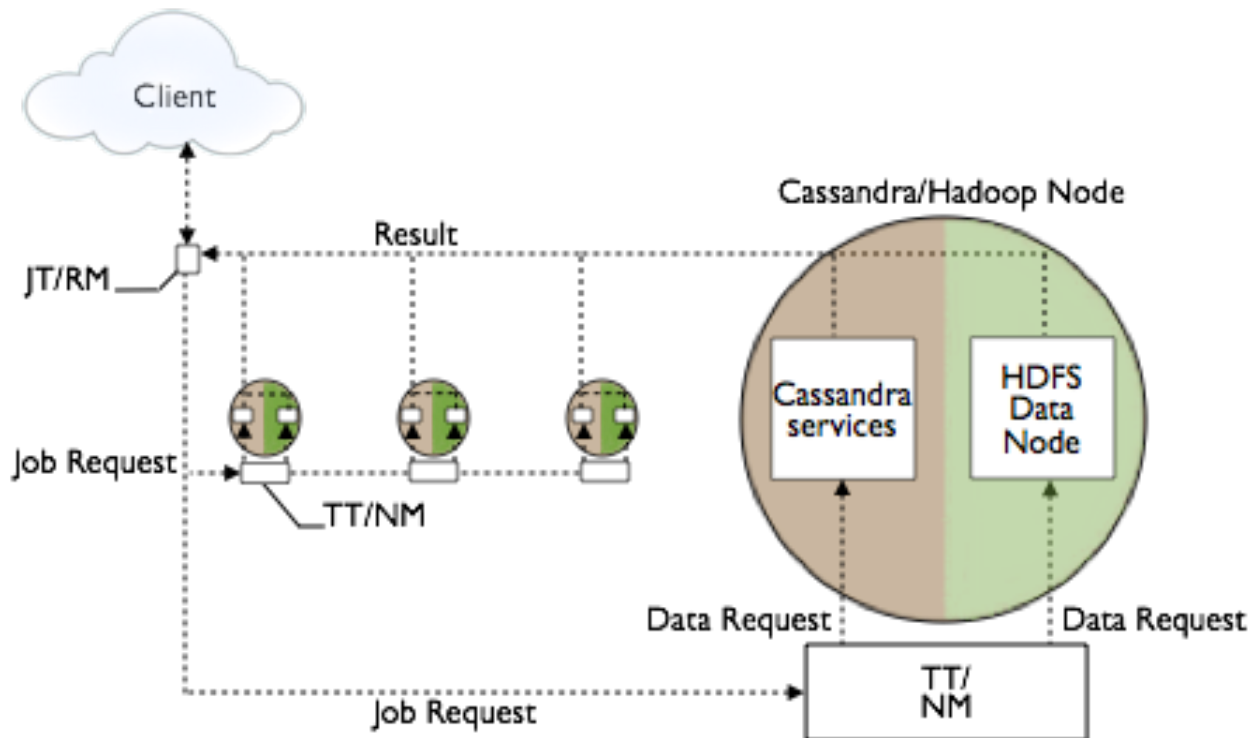 Client
Cassandra/Hadoop Node
Result
JT/RM
Cassandra
services
HDFS
Data
Node
Job Request
TT/NM
Data Request
Data Request
TT/
NM
Job Request